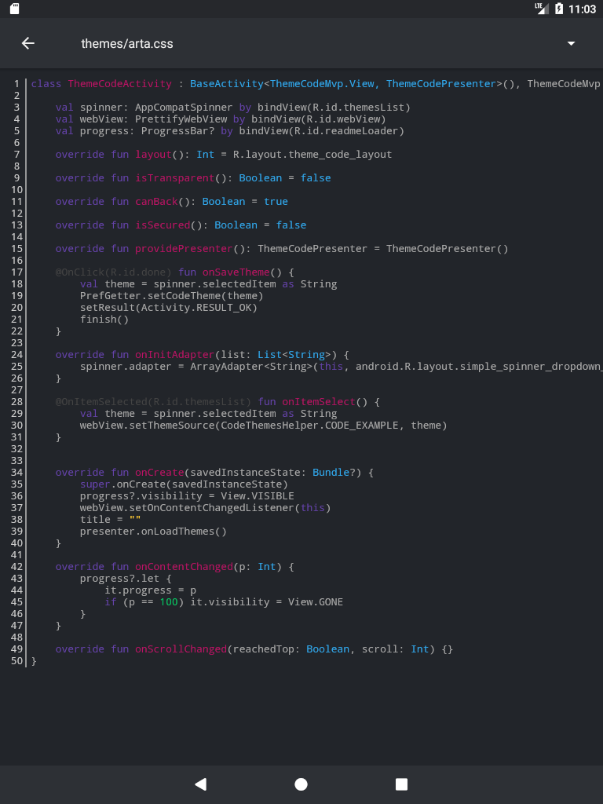 LTE 11:03
themes/arta.css
1 class ThemeCodeActivity : BaseActivity<ThemeCodeMvp.View, ThemeCodePresenter>(), ThemeCodeMvp
2
3 val spinner: AppCompatSpinner by bindView(R.id.themesList)
4 val webView: PrettifyWebView by bindView(R.id.webView)
5 val progress: ProgressBar? by bindView(R.id.readmeLoader)
6
7 override fun layout(): Int = R.layout.theme_code_layout
8
9 override fun isTransparent(): Boolean = false
10
11 override fun canBack(): Boolean = true
12
13 override fun isSecured(): Boolean = false
14
15 override fun providePresenter(): ThemeCodePresenter = ThemeCodePresenter()
16
17 @OnClick(R.id.done) fun onSaveTheme() {
18 val theme = spinner.selectedItem as String
19 PrefGetter.setCodeTheme(theme)
20 setResult(Activity.RESULT_OK)
21 finish()
22 }
23
24 override fun onInitAdapter(list: List<String>) {
25 spinner.adapter = ArrayAdapter<String>(this, android.R.layout.simple_spinner_dropdown_
26 }
27
28 @OnItemSelected(R.id.themesList) fun onItemSelect() {
29 val theme = spinner.selectedItem as String
30 webView.setThemeSource(CodeThemesHelper.CODE_EXAMPLE, theme)
31 }
32
33
34 override fun onCreate(savedInstanceState: Bundle?) {
35 super.onCreate(savedInstanceState)
36 progress?.visibility = View.VISIBLE
37 webView.setOnContentChangedListener(this)
38 title = ""
39 presenter.onLoadThemes()
40 }
41
42 override fun onContentChanged(p: Int) {
43 progress?.let {
44 it.progress = p
45 if (p == 100) it.visibility = View.GONE
46 }
47 }
48
49 override fun onScrollChanged(reachedTop: Boolean, scroll: Int) {}
50 }